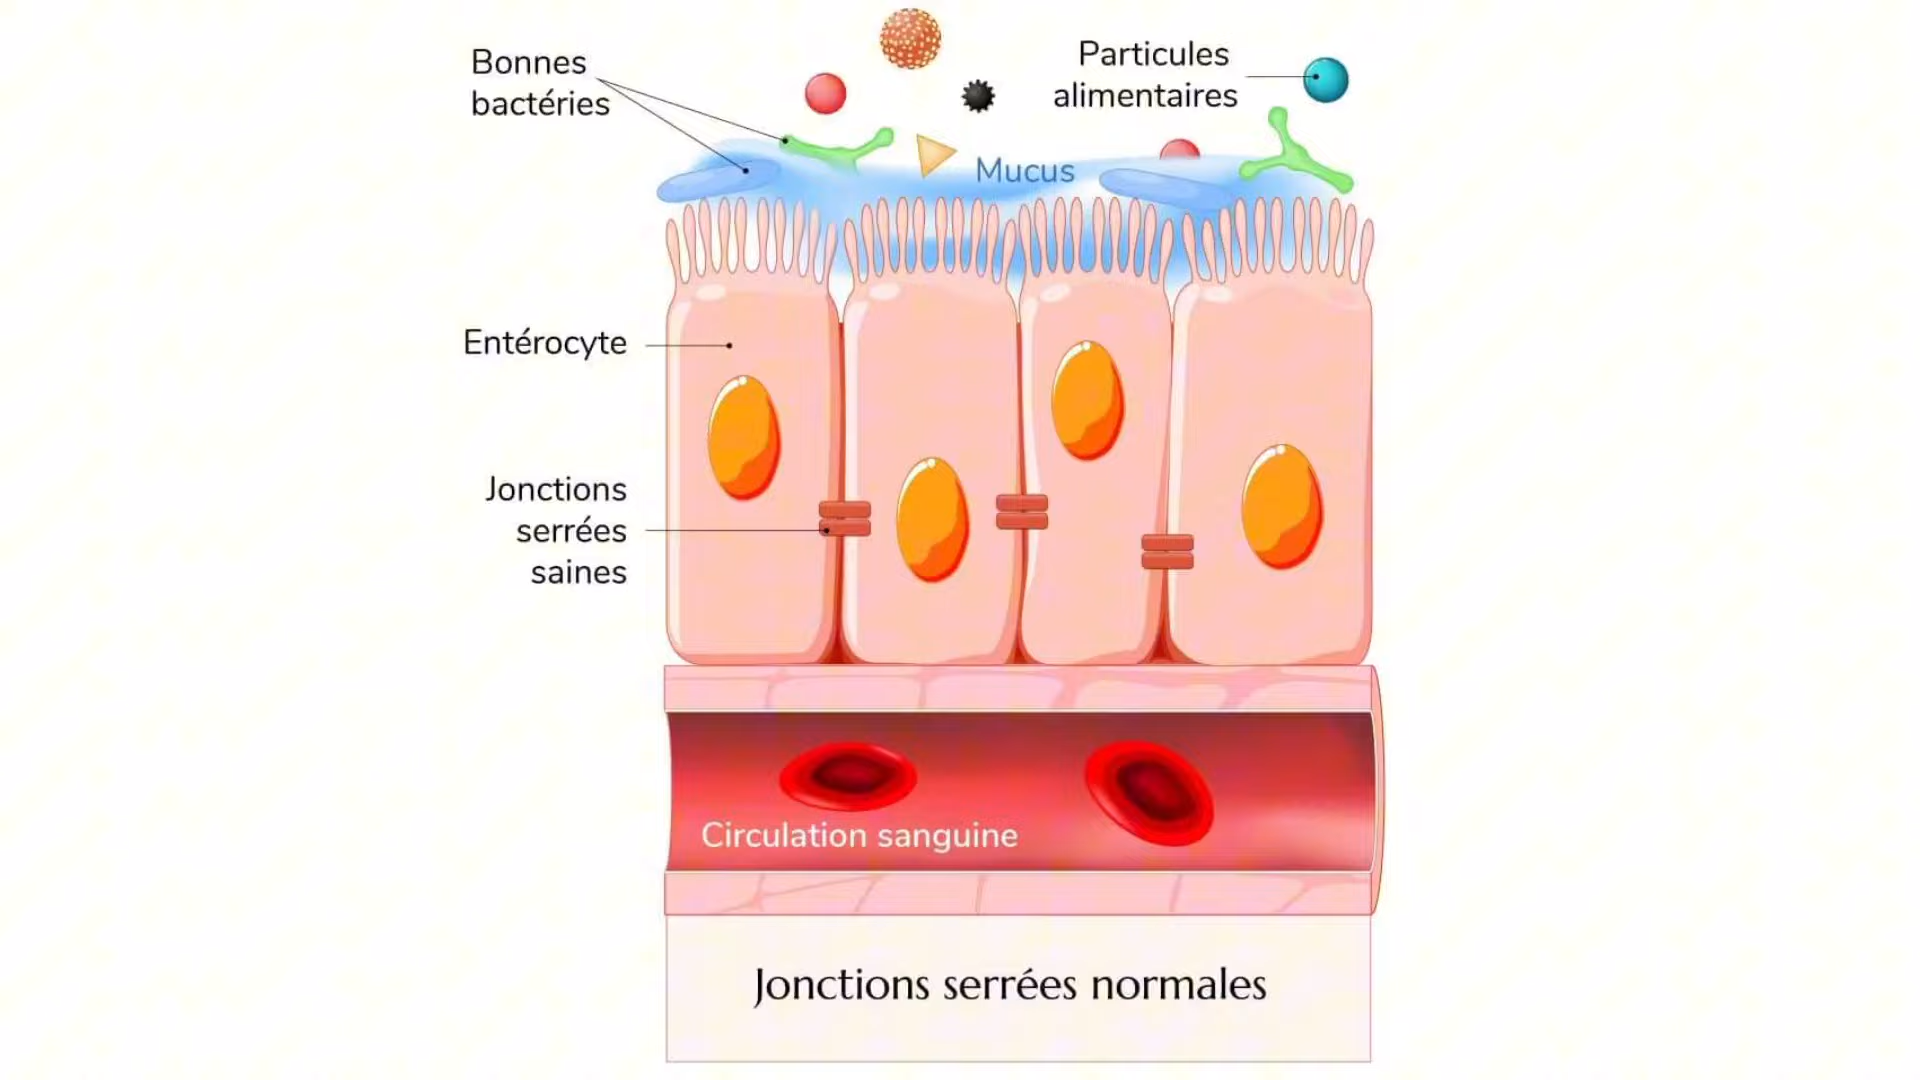 Bonnes
bactéries
Particules
alimentaires
Mucus
Entérocyte
Jonctions
serrées
saines
Circulation sanguine
Jonctions serrées normales